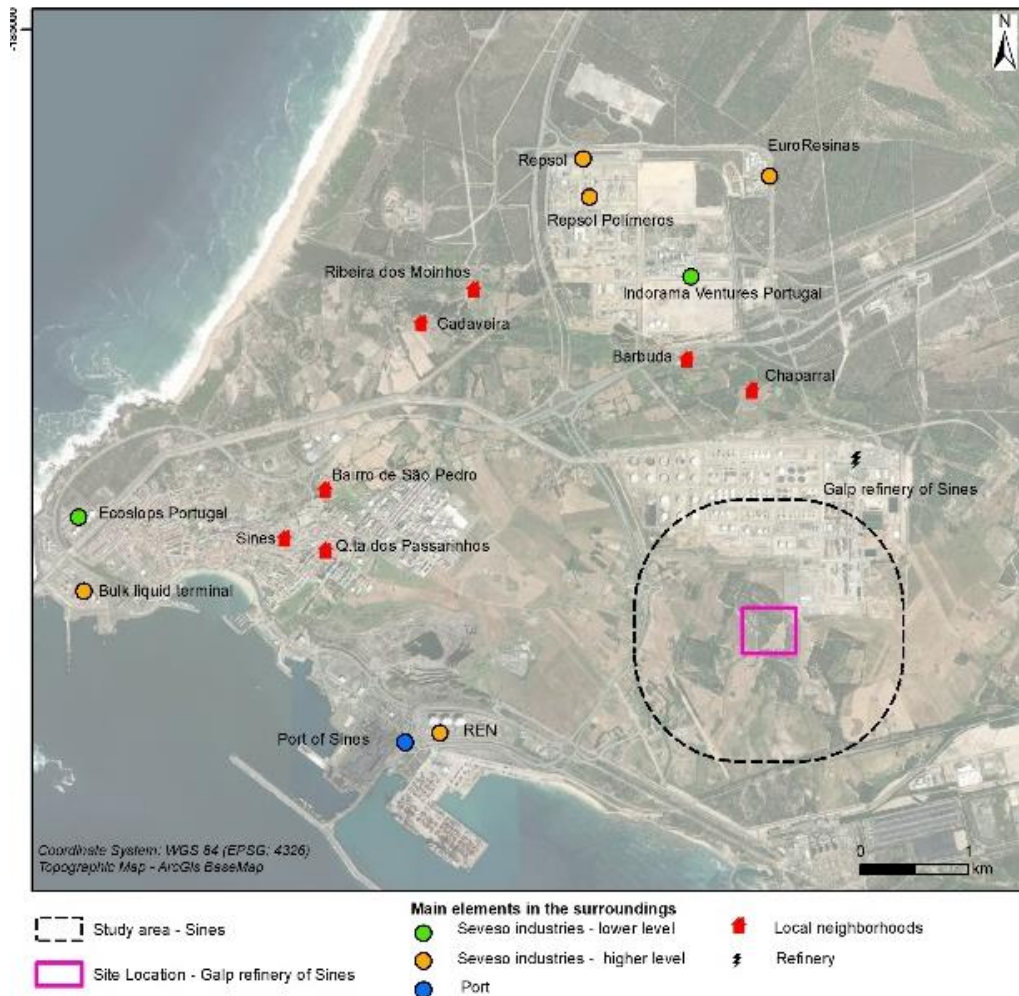 -183000
N
EuroResinas
Repsol
Repsol Polímeros
Ribeira dos Moinhos
Indorama Ventures Portugal
Cadaveira
Barbuda
Chaparral
Bairro de São Pedro
Galp refinery of Sines
Ecoslops Portugal
Sines
Q.ta dos Passarinhos
Bulk liquid terminal
Port of Sines
REN
Coordinate System: WGS 84 (EPSG: 4326)
Topographic Map - ArcGis BaseMap
0 1
km
Main elements in the surroundings
Study area - Sines
Seveso industries - lower level
Local neighborhoods
Site Location - Galp refinery of Sines
Seveso industries - higher level
Refinery
Port